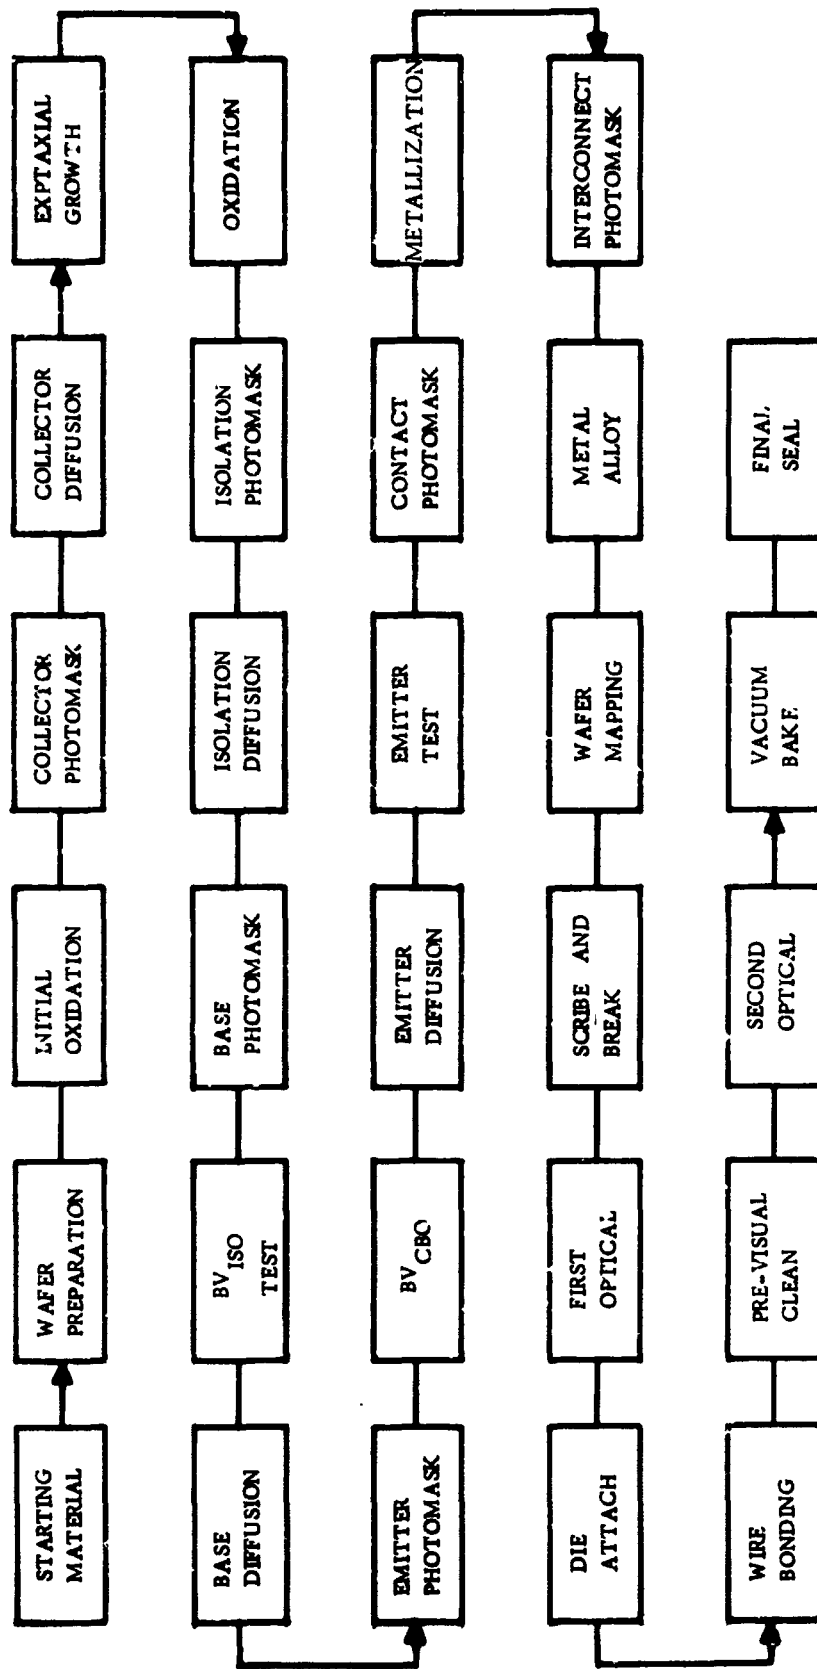 STARTING
MATERIAL
WAFER
PREPARATION
INITIAL
OXIDATION
COLLECTOR
PHOTOMASK
COLLECTOR
DIFFUSION
EXPTAXIAL
GROWTH
OXIDATION
ISOLATION
PHOTOMASK
ISOLATION
DIFFUSION
BASE
PHOTOMASK
BVISO
TEST
BASE
DIFFUSION
EMITTER
PHOTOMASK
BVCBO
EMITTER
DIFFUSION
EMITTER
TEST
CONTACT
PHOTOMASK
METALLIZATION
INTERCONNECT
PHOTOMASK
METAL
ALLOY
WAFER
MAPPING
SCRIBE AND
BREAK
FIRST
OPTICAL
DIE
ATTACH
WIRE
BONDING
PRE-VISUAL
CLEAN
SECOND
OPTICAL
VACUUM
BAKE
FINAL
SEAL